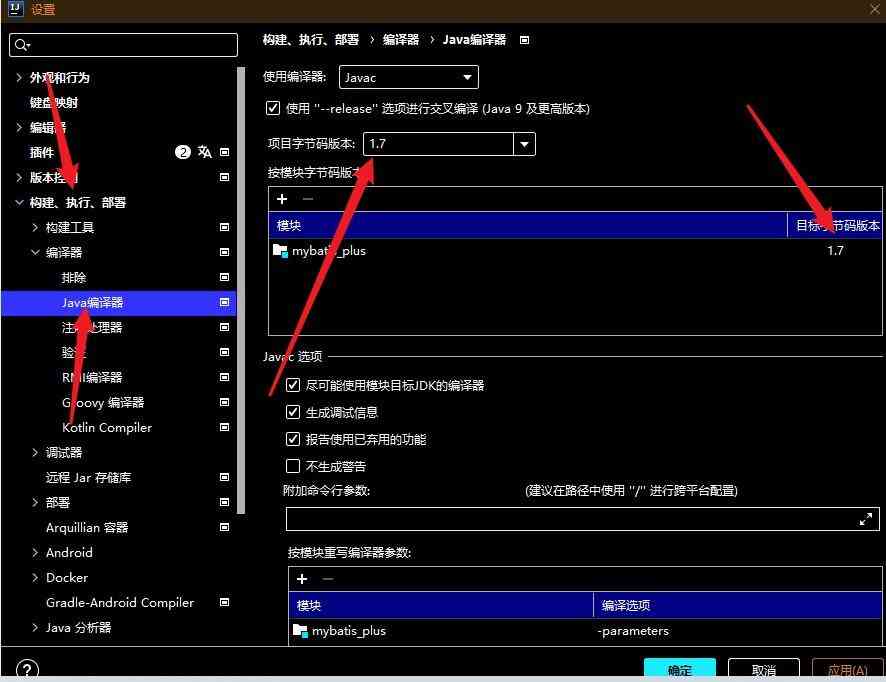 IJ 设置
构建、执行、部署 › 编译器 › Java编译器
使用编译器: Javac
使用 "--release" 选项进行交叉编译 (Java 9 及更高版本)
项目字节码版本: 1.7
按模块字节码版本
模块 目标字节码版本
mybatis_plus 1.7
Javac 选项
尽可能使用模块目标JDK的编译器
生成调试信息
报告使用已弃用的功能
不生成警告
附加命令行参数: (建议在路径中使用 "/" 进行跨平台配置)
按模块重写编译器参数:
模块 编译选项
mybatis_plus -parameters
外观和行为
键盘映射
编辑器
插件 2
版本控制
构建、执行、部署
构建工具
编译器
排除
Java编译器
注解处理器
验证
RMI编译器
Groovy 编译器
Kotlin Compiler
调试器
远程 Jar 存储库
部署
Arquillian 容器
Android
Docker
Gradle-Android Compiler
Java 分析器
? 确定 取消 应用(A)